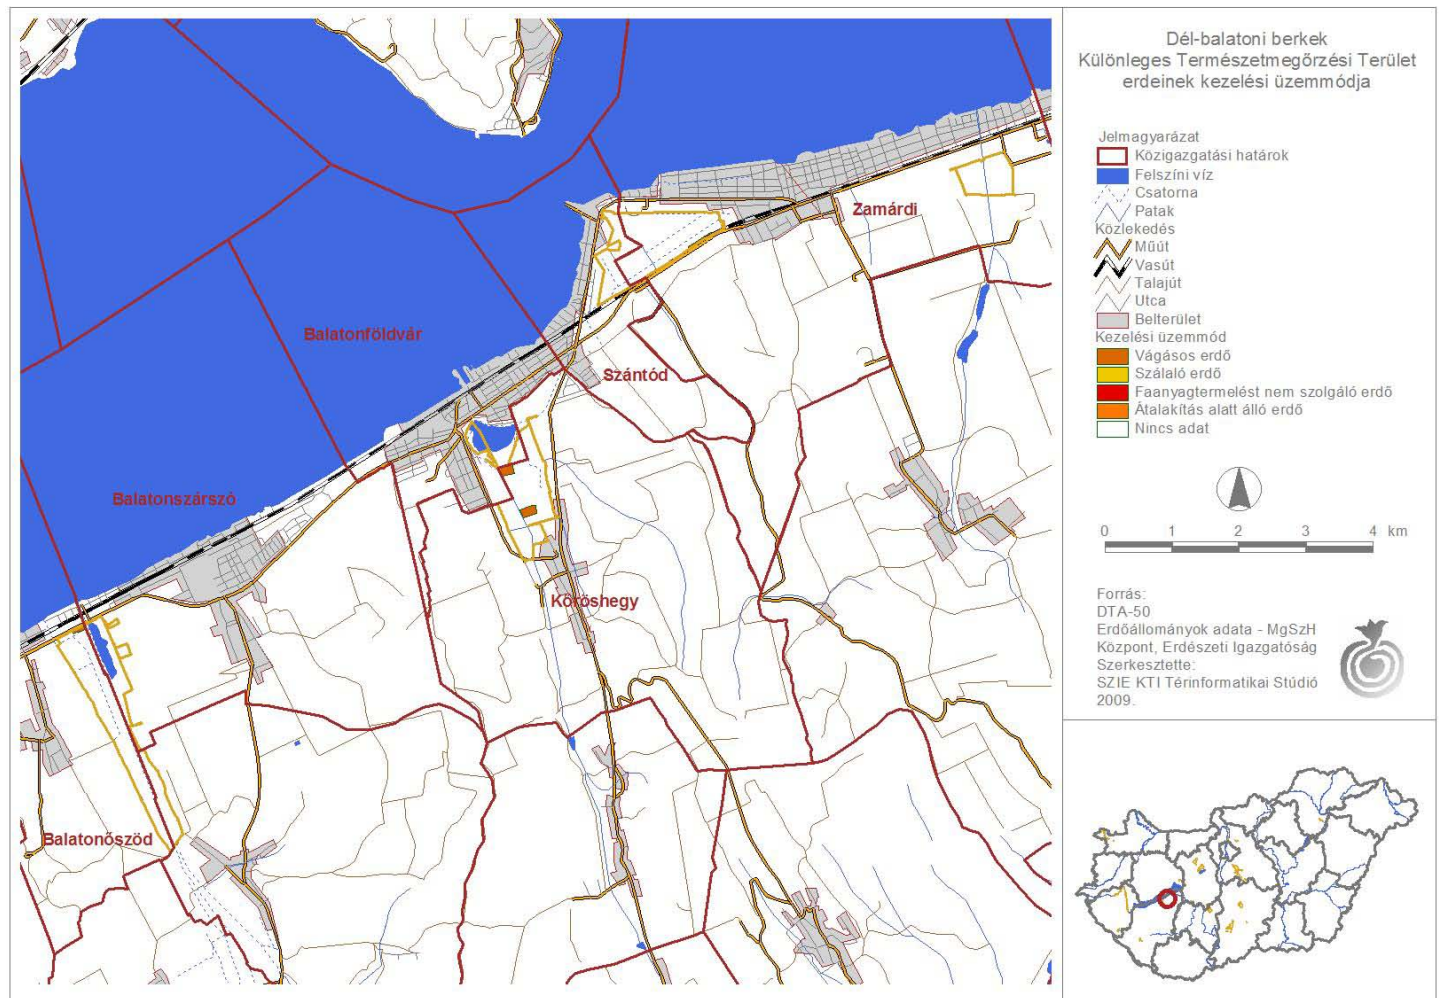 Dél-balatoni berkek
Különleges Természetmegőrzési Terület
erdeinek kezelési üzemmódja
Jelmagyarázat
Közigazgatási határok
Felszíni víz
Csatorna
Patak
Közlekedés
Műút
Vasút
Talajút
Utca
Belterület
Kezelési üzemmód
Vágásos erdő
Szálaló erdő
Faanyagtermelést nem szolgáló erdő
Átalakítás alatt álló erdő
Nincs adat
0 1 2 3 4 km
Forrás:
DTA-50
Erdőállományok adata - MgSzH
Központ, Erdészeti Igazgatóság
Szerkesztette:
SZIE KTI Térinformatikai Stúdió
2009.
Zamárdi
Balatonföldvár
Szántód
Balatonszárszó
Kőröshegy
Balatonőszöd